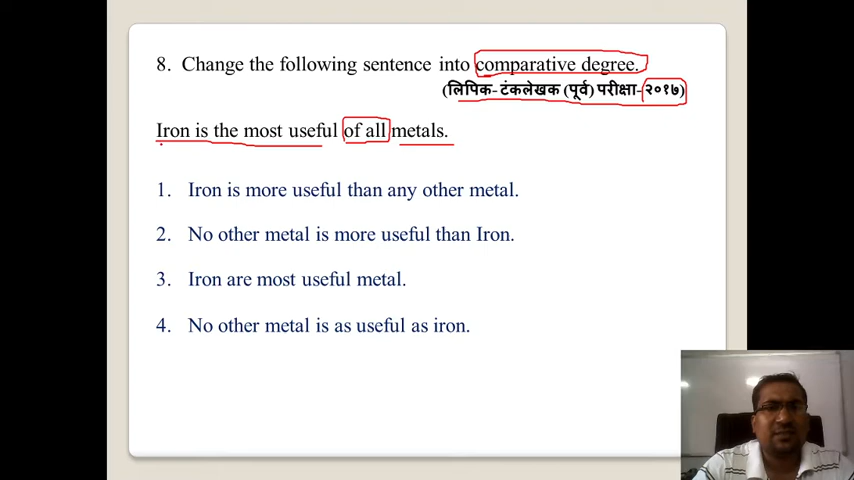 8. Change the following sentence into comparative degree.
(लिपिक- टंकलेखक (पूर्व) परीक्षा- २०१७)
Iron is the most useful of all metals.
1. Iron is more useful than any other metal.
2. No other metal is more useful than Iron.
3. Iron are most useful metal.
4. No other metal is as useful as iron.